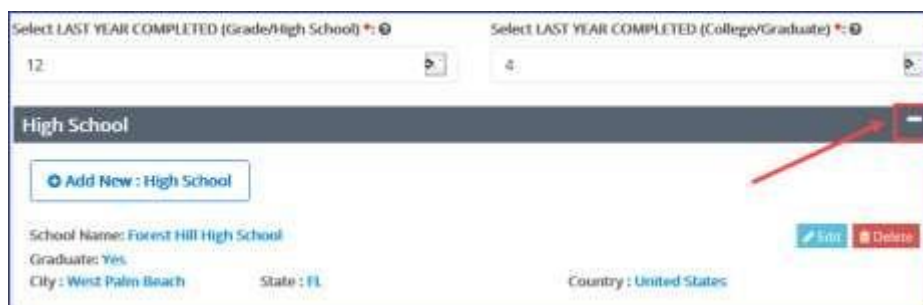 Select LAST YEAR COMPLETED (Grade/High School) *: Select LAST YEAR COMPLETED (College/Graduate) *:
12 4
High School
Add New : High School
School Name: Forest Hill High School Edit Delete
Graduate: Yes
City : West Palm Beach State : FL Country : United States